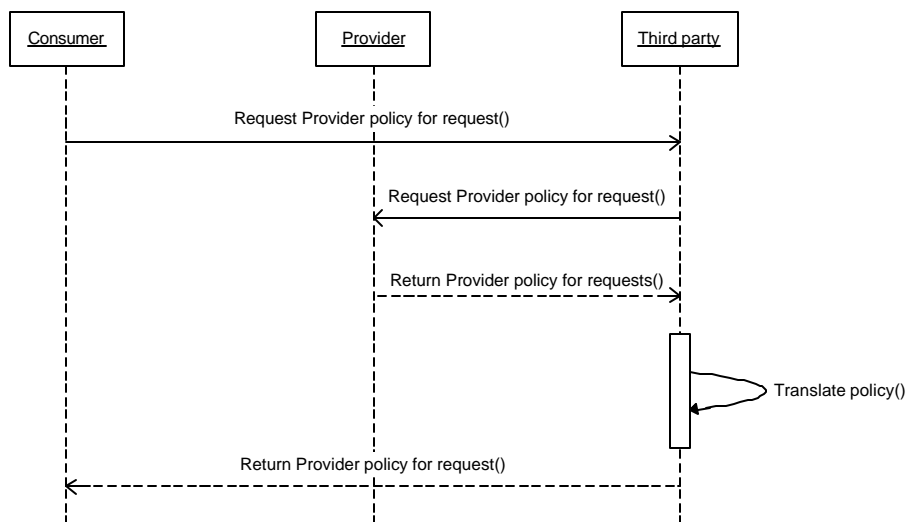 Consumer
Provider
Third party
Request Provider policy for request()
Request Provider policy for request()
Return Provider policy for requests()
Translate policy()
Return Provider policy for request()